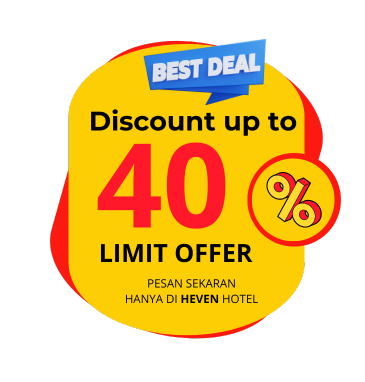 BEST DEAL
Discount up to
40
%
LIMIT OFFER
PESAN SEKARAN
HANYA DI HEVEN HOTEL